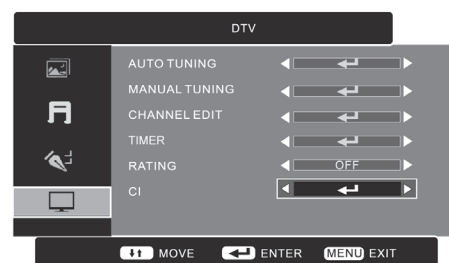 DTV
AUTO TUNING
MANUAL TUNING
CHANNEL EDIT
TIMER
RATING OFF
CI
MOVE ENTER MENU EXIT